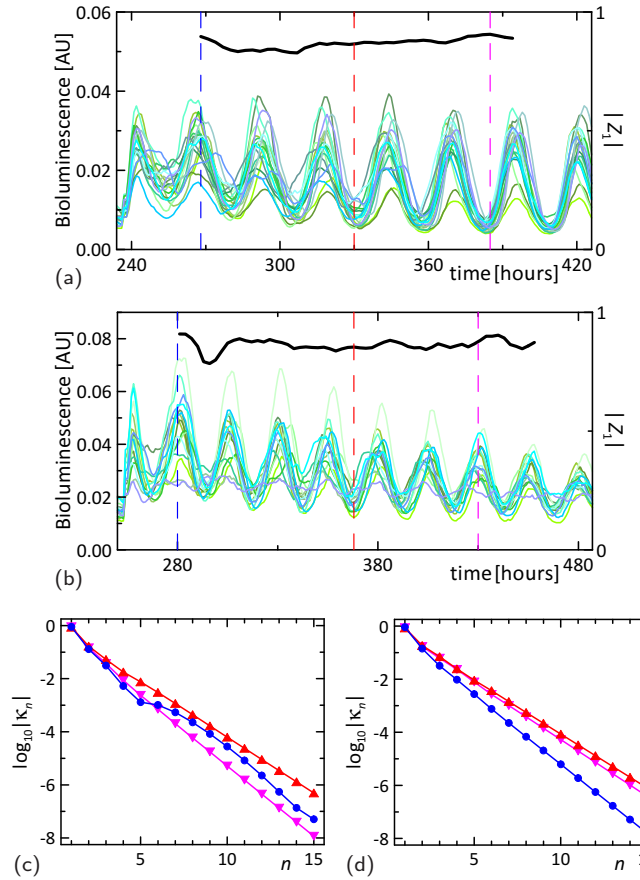 0.06
0.04
0.02
0.00
Bioluminescence [AU]
1
0
|Z₁|
240
300
360
420
time [hours]
(a)
0.08
0.06
0.04
0.02
0.00
Bioluminescence [AU]
1
0
|Z₁|
280
380
480
time [hours]
(b)
0
-2
-4
-6
-8
log₁₀|κₙ|
5
10
n
15
(c)
0
-2
-4
-6
-8
log₁₀|κₙ|
5
10
n
(d)